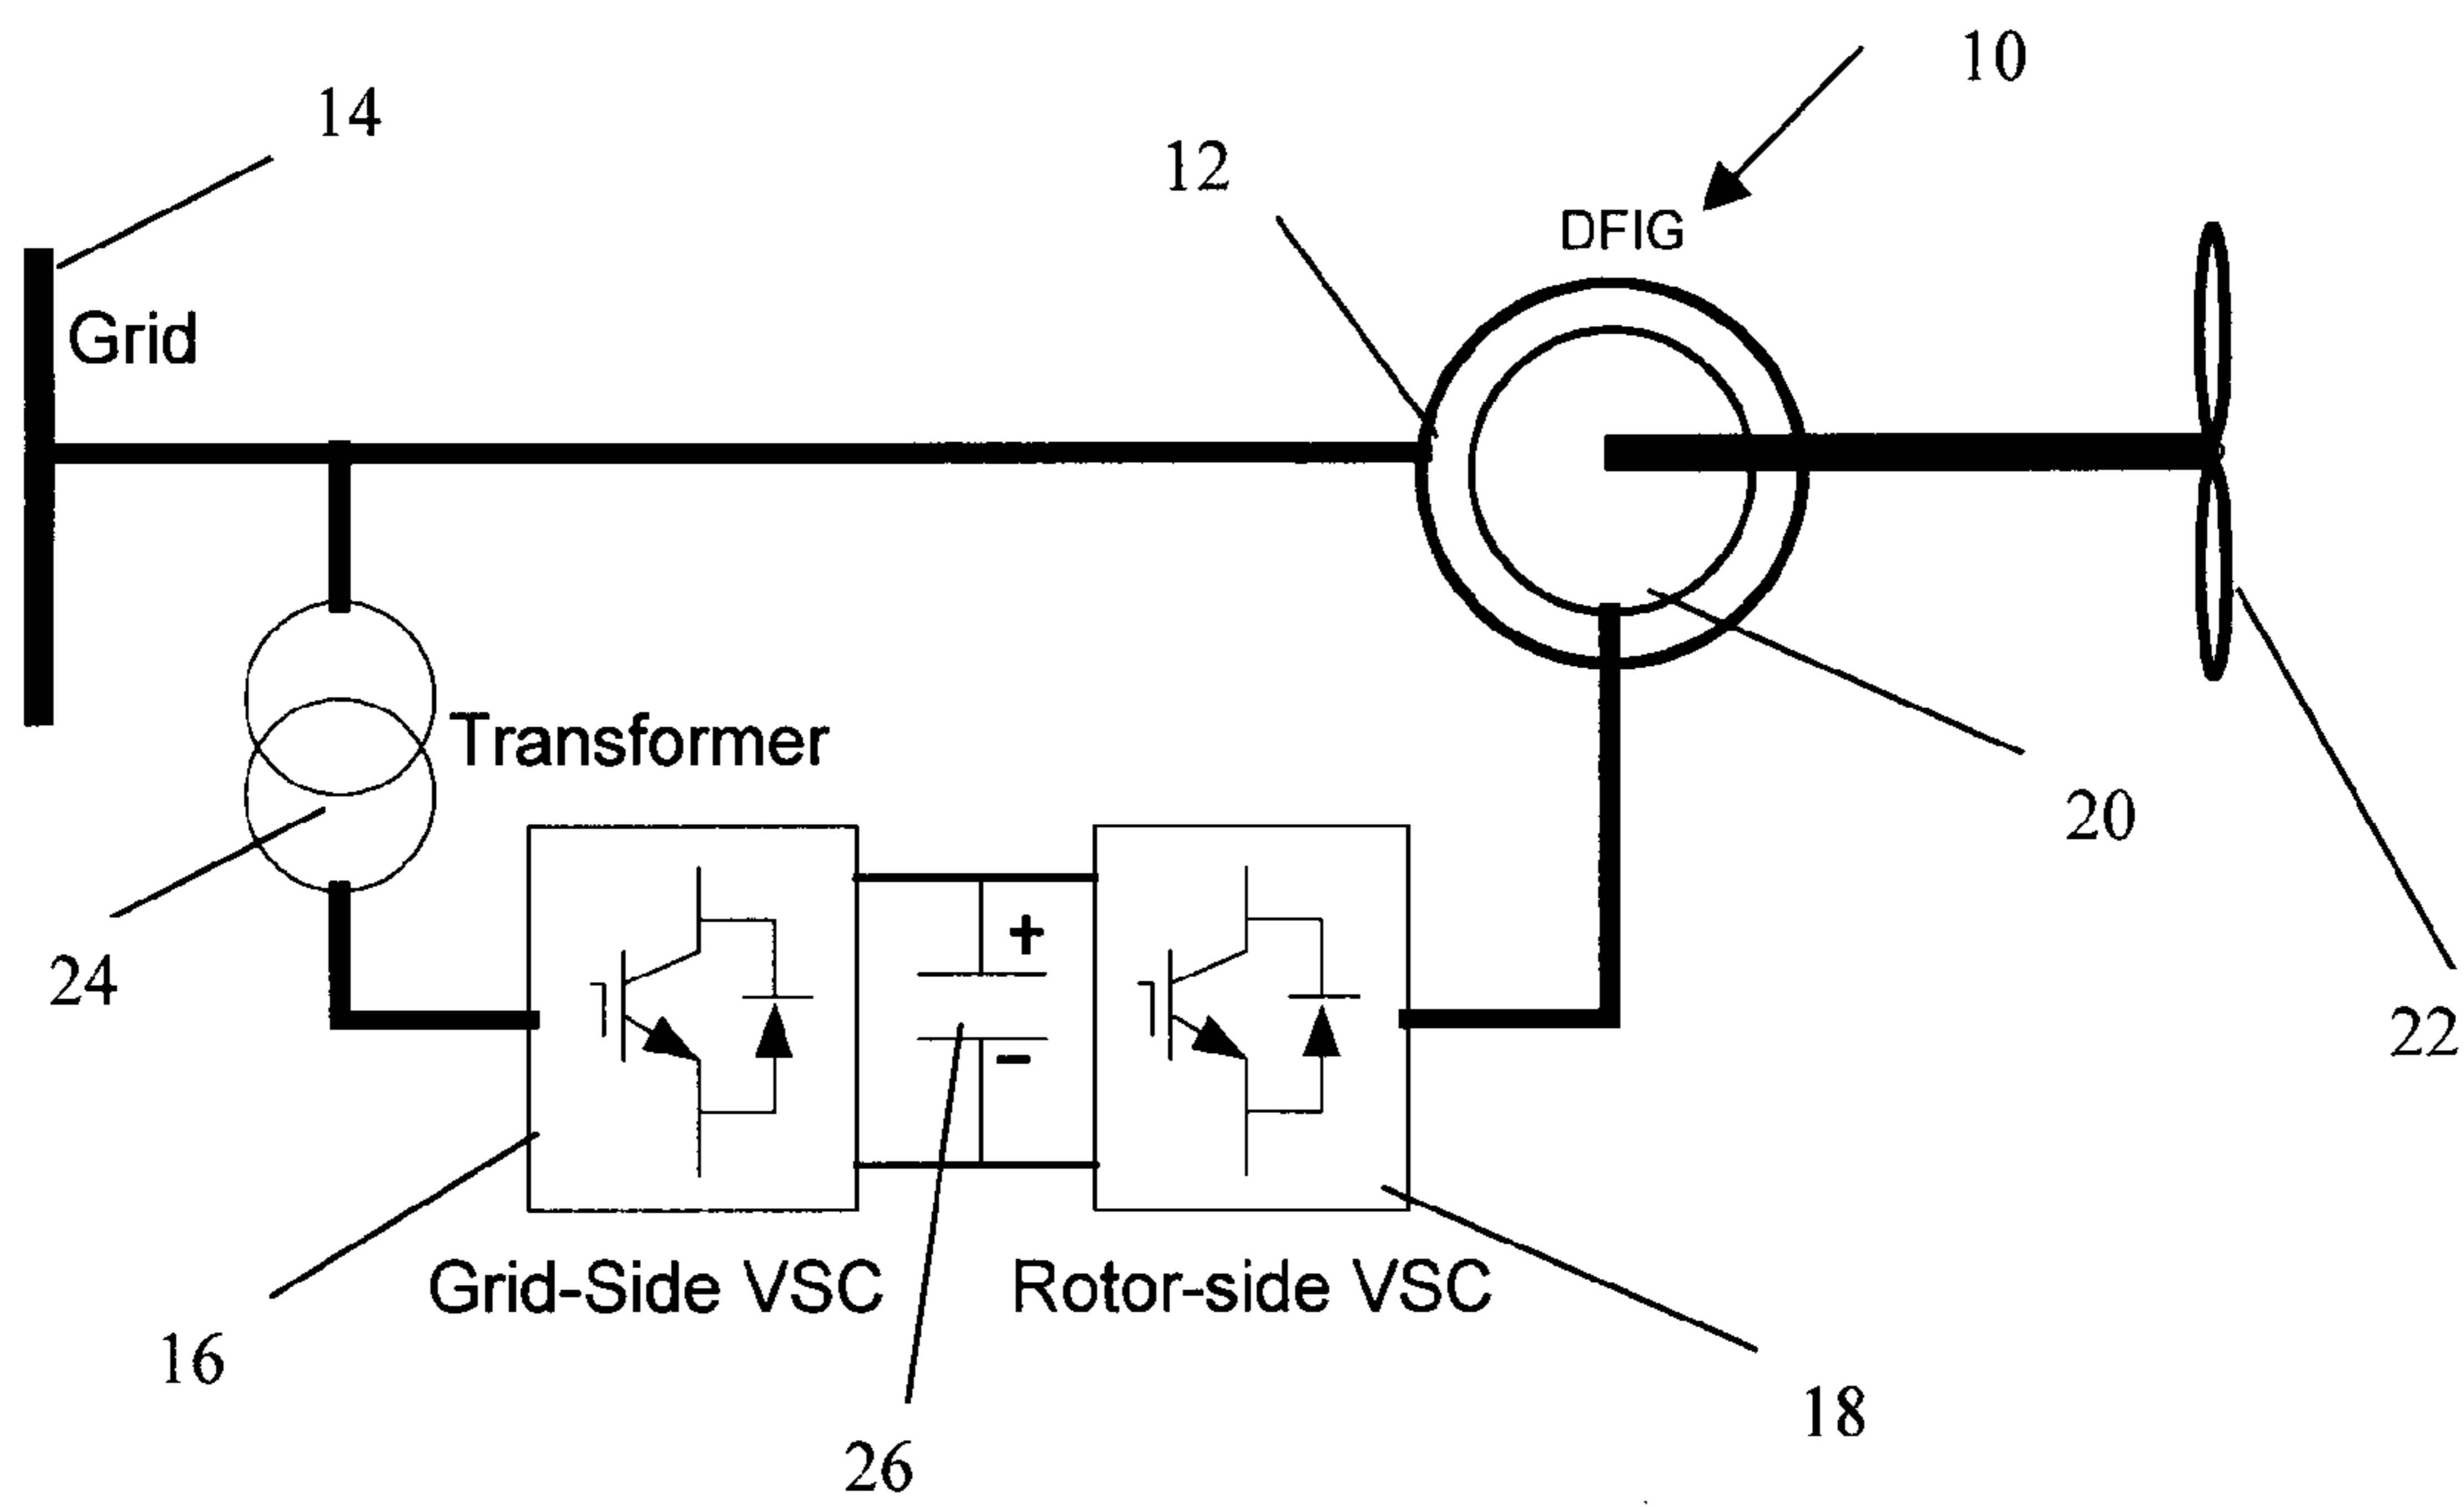 10
14
12
DFIG
Grid
Transformer
20
24
+
22
-
Grid-Side VSC
Rotor-side VSC
16
18
26